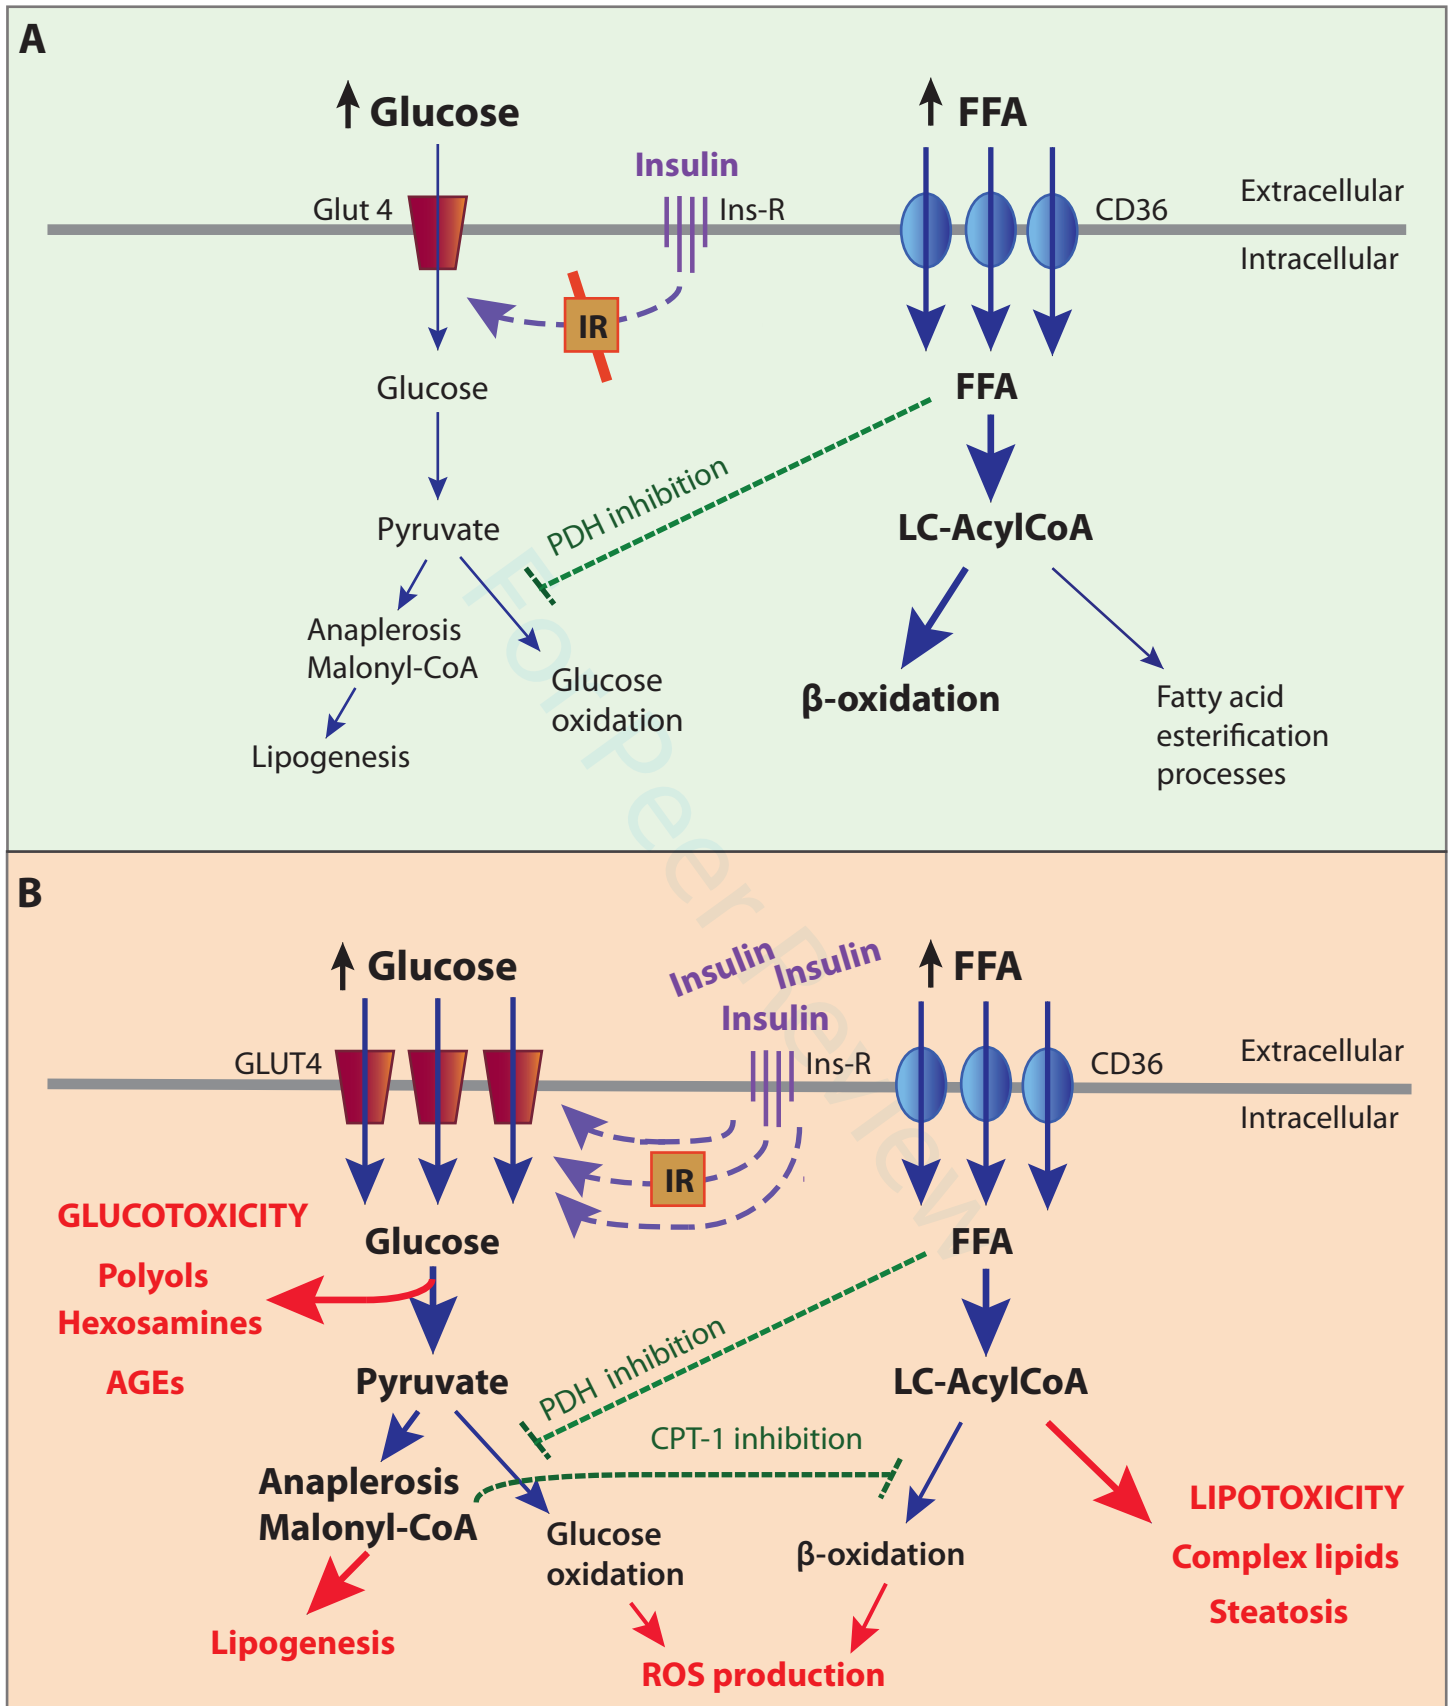 A
Glucose
FFA
Insulin
Glut 4
Ins-R
CD36
Extracellular
Intracellular
IR
Glucose
FFA
PDH inhibition
Pyruvate
LC-AcylCoA
Anaplerosis
Malonyl-CoA
Glucose
oxidation
Lipogenesis
β-oxidation
Fatty acid
esterification
processes
For Peer Review
B
Glucose
Insulin
Insulin
Insulin
FFA
GLUT4
Ins-R
CD36
Extracellular
Intracellular
IR
GLUCOTOXICITY
Polyols
Hexosamines
AGEs
Glucose
FFA
PDH inhibition
Pyruvate
LC-AcylCoA
CPT-1 inhibition
Anaplerosis
Malonyl-CoA
Glucose
oxidation
β-oxidation
LIPOTOXICITY
Complex lipids
Steatosis
Lipogenesis
ROS production